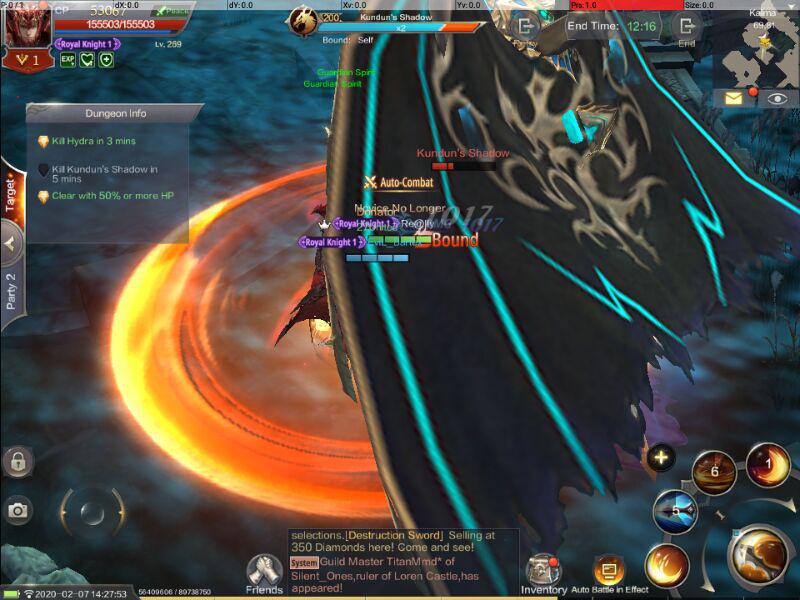 P: 0 / 1
dX: 0.0
dY: 0.0
Xv: 0.0
Yv: 0.0
Prs: 1.0
Size: 0.0
CP 53067
Peace
155503/155503
Royal Knight 1
Lv. 269
1
EXP
200
Kundun's Shadow
x2
Bound: Self
End Time: 12:16
End
Kalima
Guardian Spirit
Guardian Spirit
Dungeon Info
Kill Hydra in 3 mins
Kill Kundun's Shadow in
5 mins
Clear with 50% or more HP
Target
Party 2
Kundun's Shadow
Auto-Combat
Novice No Longer
Donator
Royal Knight 1
Royal Knight 1
Bound
6
1
5
selections.[Destruction Sword] Selling at
350 Diamonds here! Come and see!
System Guild Master TitanMmd* of
Silent_Ones,ruler of Loren Castle,has
appeared!
Friends
Inventory
Auto Battle in Effect
2020-02-07 14:27:53
56409606 / 89738750